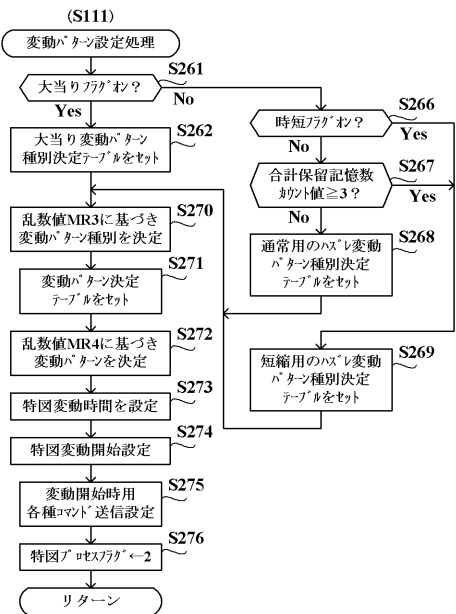 (S111)
変動パターン設定処理
S261
大当りフラグオン？
Yes
No
S262
大当り変動パターン
種別決定テーブルをセット
S266
時短フラグオン？
Yes
No
S267
合計保留記憶数
カウント値≧3？
Yes
No
S268
通常用のハズレ変動
パターン種別決定
テーブルをセット
S269
短縮用のハズレ変動
パターン種別決定
テーブルをセット
S270
乱数値MR3に基づき
変動パターン種別を決定
S271
変動パターン決定
テーブルをセット
S272
乱数値MR4に基づき
変動パターンを決定
S273
特図変動時間を設定
S274
特図変動開始設定
S275
変動開始時用
各種コマンド送信設定
S276
特図プロセスフラグ←2
リターン